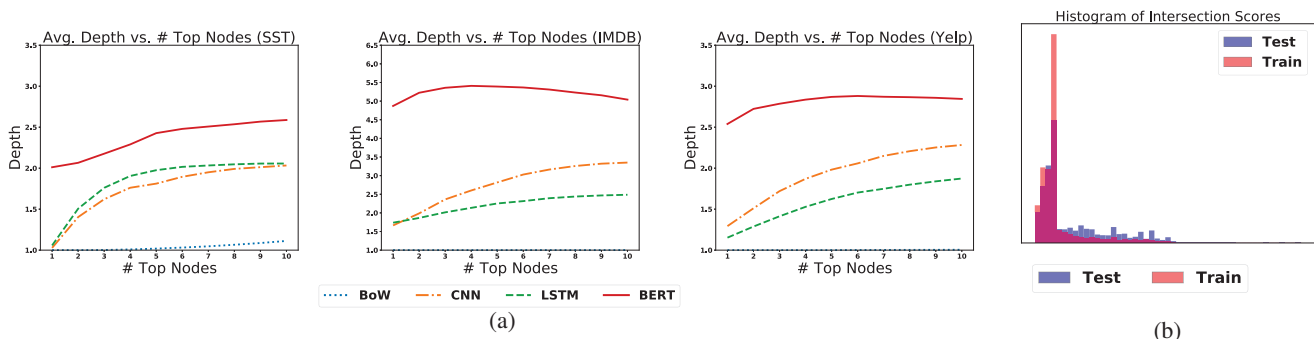 Avg. Depth vs. # Top Nodes (SST)
3.5
3.0
2.5
2.0
1.5
1.0
Depth
1 2 3 4 5 6 7 8 9 10
# Top Nodes
Avg. Depth vs. # Top Nodes (IMDB)
6.5
6.0
5.5
5.0
4.5
4.0
3.5
3.0
2.5
2.0
1.5
1.0
Depth
1 2 3 4 5 6 7 8 9 10
# Top Nodes
Avg. Depth vs. # Top Nodes (Yelp)
3.5
3.0
2.5
2.0
1.5
1.0
Depth
1 2 3 4 5 6 7 8 9 10
# Top Nodes
BoW CNN LSTM BERT
(a)
Histogram of Intersection Scores
Test
Train
Test Train
(b)